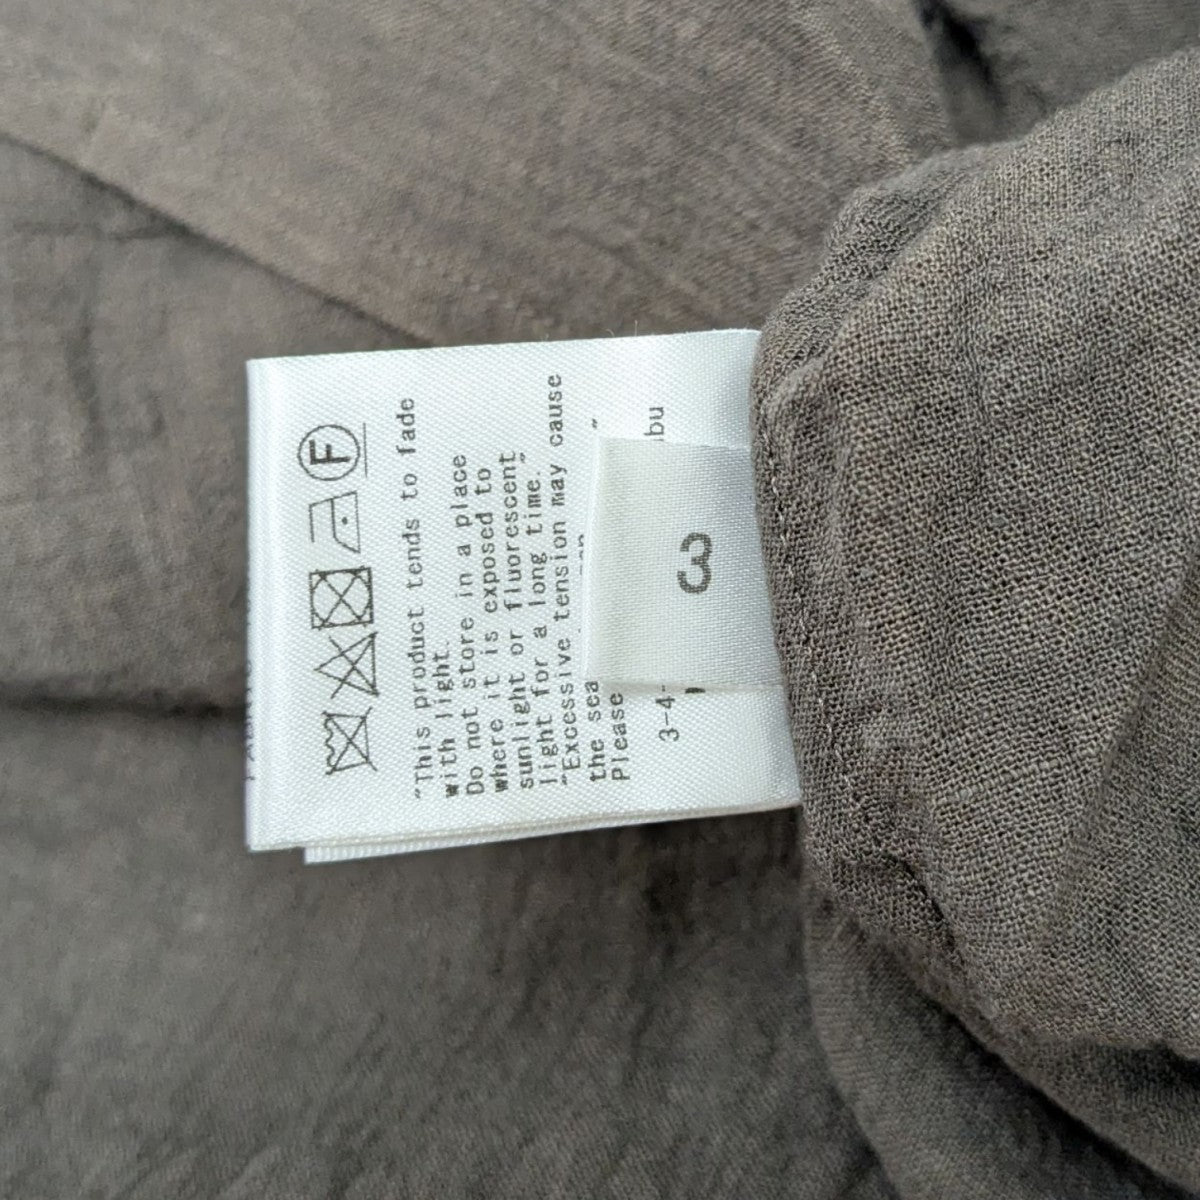 F
"This product tends to fade
with light.
Do not store in a place
where it is exposed to
sunlight or fluorescent
light for a long time."
"Excessive tension may cause
the sea
Please
3-4-
3